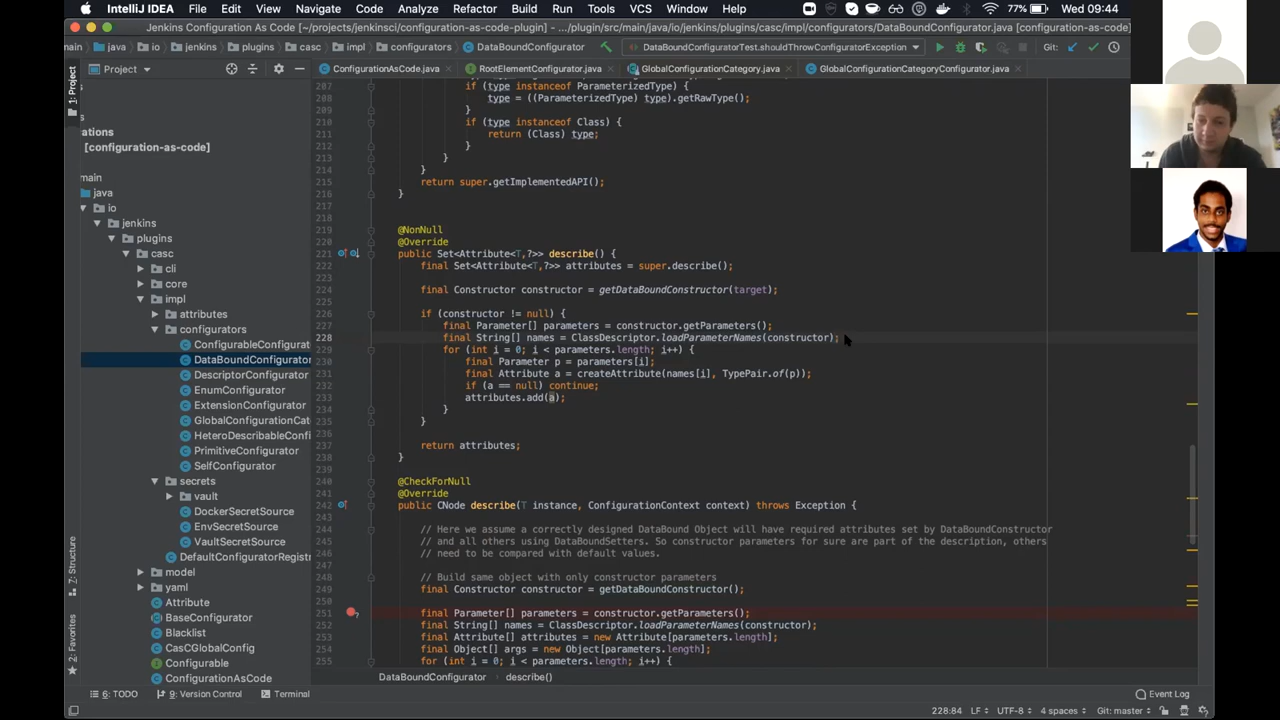 IntelliJ IDEA File Edit View Navigate Code Analyze Refactor Build Run Tools VCS Window Help 77% Wed 09:44
Jenkins Configuration As Code [~/projects/jenkinsci/configuration-as-code-plugin] - .../plugin/src/main/java/io/jenkins/plugins/casc/impl/configurators/DataBoundConfigurator.java [configuration-as-code]
main java io jenkins plugins casc impl configurators DataBoundConfigurator DataBoundConfiguratorTest.shouldThrowConfiguratorException Git:
Project ConfigurationAsCode.java RootElementConfigurator.java GlobalConfigurationCategory.java GlobalConfigurationCategoryConfigurator.java
1: Project
7: Structure
2: Favorites
s
ations
[configuration-as-code]
main
java
io
jenkins
plugins
casc
cli
core
impl
attributes
configurators
ConfigurableConfigurat
DataBoundConfigurator
DescriptorConfigurator
EnumConfigurator
ExtensionConfigurator
GlobalConfigurationCat
HeteroDescribableConfi
PrimitiveConfigurator
SelfConfigurator
secrets
vault
DockerSecretSource
EnvSecretSource
VaultSecretSource
DefaultConfiguratorRegistr
model
yaml
Attribute
BaseConfigurator
Blacklist
CasCGlobalConfig
Configurable
ConfigurationAsCode
207 if (type instanceof ParameterizedType) {
208 type = ((ParameterizedType) type).getRawType();
209 }
210 if (type instanceof Class) {
211 return (Class) type;
212 }
213 }
214 }
215 return super.getImplementedAPI();
216 }
217
218
219 @NonNull
220 @Override
221 public Set<Attribute<T,?>> describe() {
222 final Set<Attribute<T,?>> attributes = super.describe();
223
224 final Constructor constructor = getDataBoundConstructor(target);
225
226 if (constructor != null) {
227 final Parameter[] parameters = constructor.getParameters();
228 final String[] names = ClassDescriptor.loadParameterNames(constructor);
229 for (int i = 0; i < parameters.length; i++) {
230 final Parameter p = parameters[i];
231 final Attribute a = createAttribute(names[i], TypePair.of(p));
232 if (a == null) continue;
233 attributes.add(a);
234 }
235 }
236
237 return attributes;
238 }
239
240 @CheckForNull
241 @Override
242 public CNode describe(T instance, ConfigurationContext context) throws Exception {
243
244 // Here we assume a correctly designed DataBound Object will have required attributes set by DataBoundConstructor
245 // and all others using DataBoundSetters. So constructor parameters for sure are part of the description, others
246 // need to be compared with default values.
247
248 // Build same object with only constructor parameters
249 final Constructor constructor = getDataBoundConstructor();
250
251 final Parameter[] parameters = constructor.getParameters();
252 final String[] names = ClassDescriptor.loadParameterNames(constructor);
253 final Attribute[] attributes = new Attribute[parameters.length];
254 final Object[] args = new Object[parameters.length];
255 for (int i = 0; i < parameters.length; i++) {
DataBoundConfigurator describe()
6: TODO 9: Version Control Terminal Event Log
228:84 LF UTF-8 4 spaces Git: master